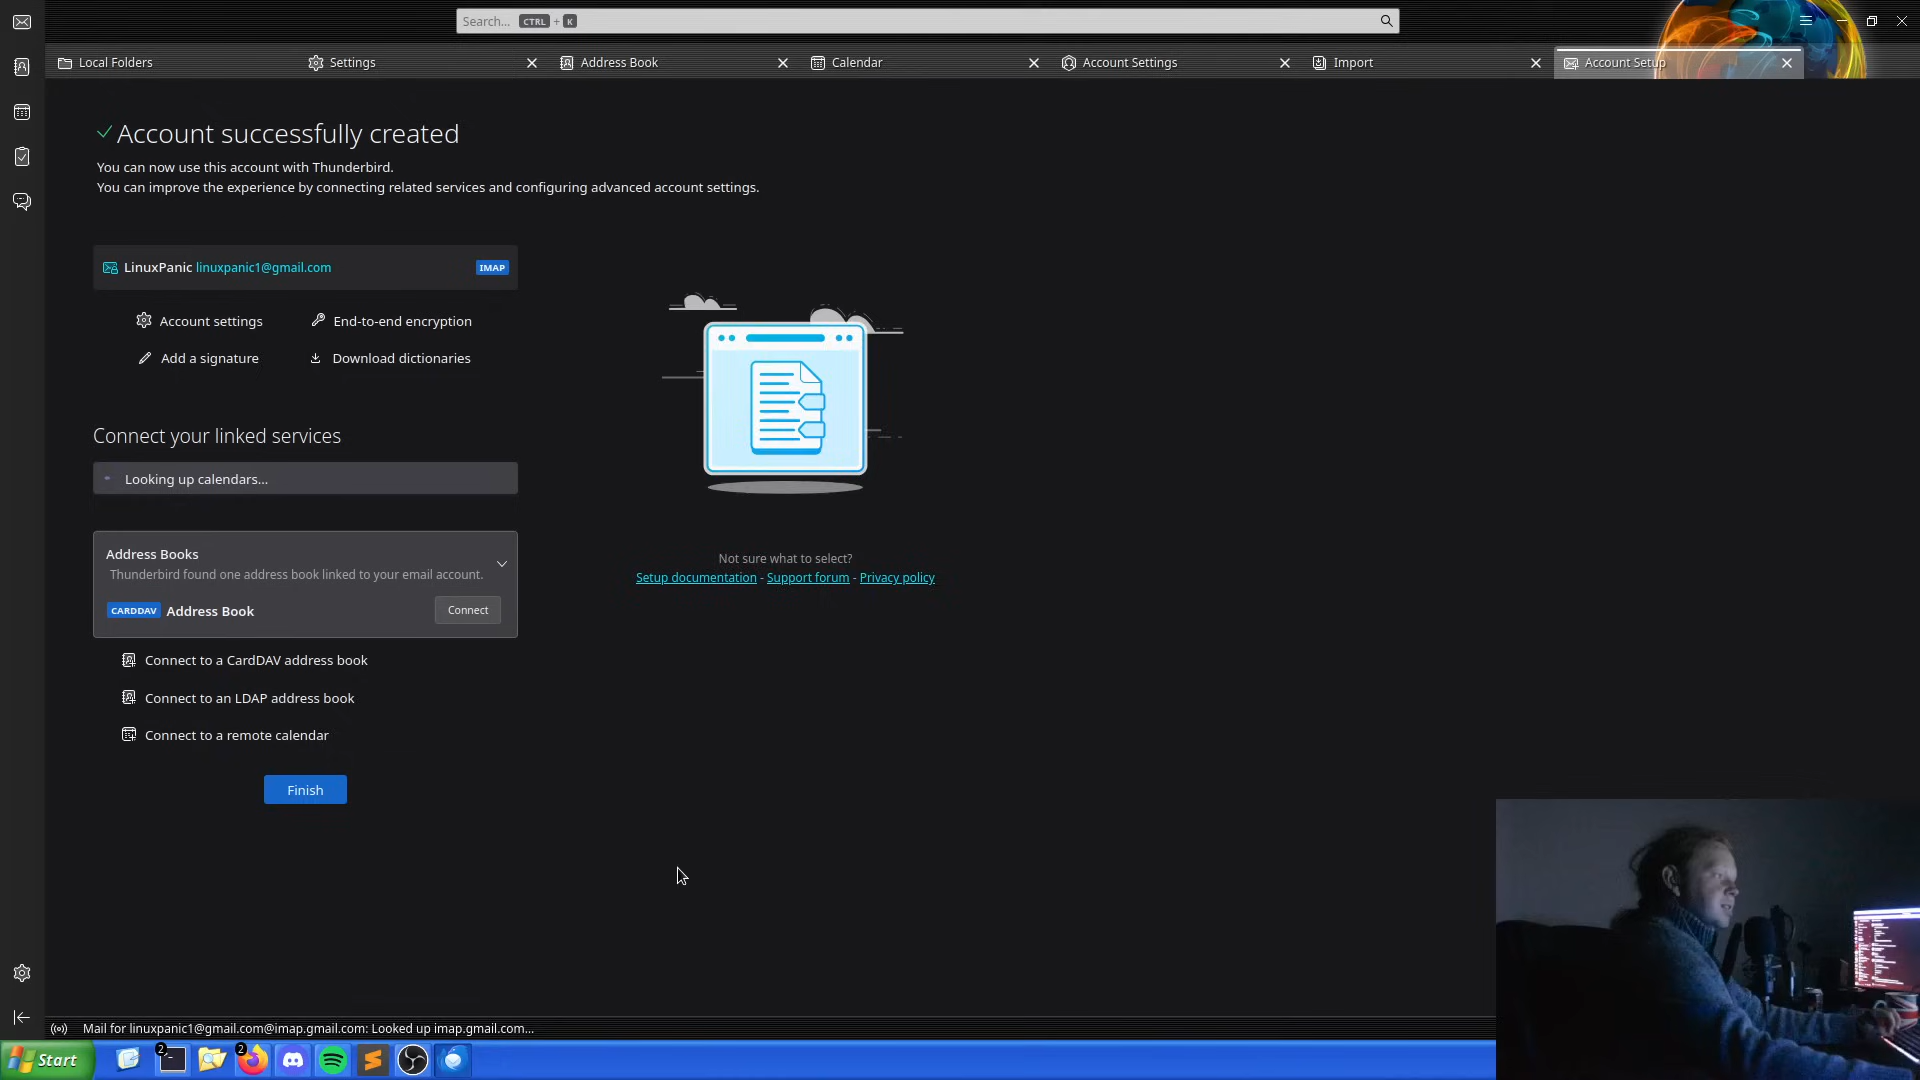 Search... CTRL + K
Local Folders
Settings
Address Book
Calendar
Account Settings
Import
Account Setup
Account successfully created
You can now use this account with Thunderbird.
You can improve the experience by connecting related services and configuring advanced account settings.
LinuxPanic linuxpanic1@gmail.com IMAP
Account settings
End-to-end encryption
Add a signature
Download dictionaries
Connect your linked services
Looking up calendars...
Address Books
Thunderbird found one address book linked to your email account.
CARDDAV Address Book Connect
Connect to a CardDAV address book
Connect to an LDAP address book
Connect to a remote calendar
Finish
Not sure what to select?
Setup documentation - Support forum - Privacy policy
Mail for linuxpanic1@gmail.com@imap.gmail.com: Looked up imap.gmail.com...
Start
2
2